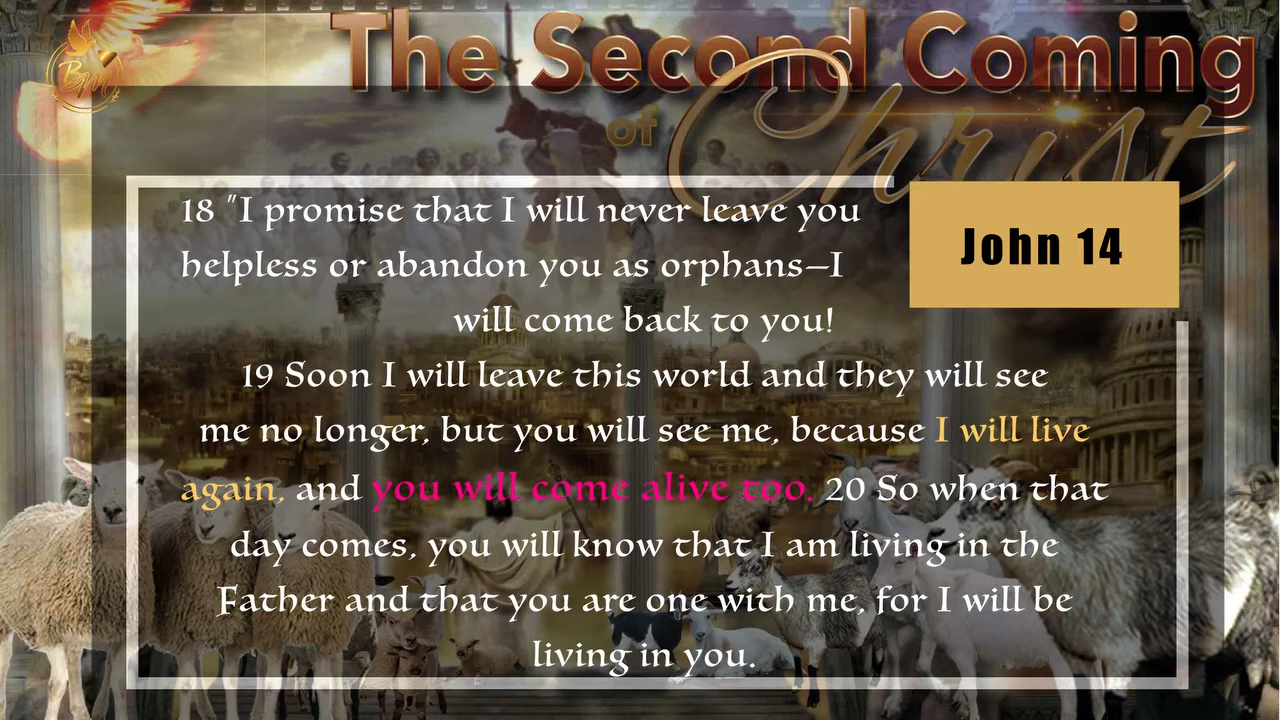 The Second Coming
of Christ
BM
John 14
18 "I promise that I will never leave you
helpless or abandon you as orphans—I
will come back to you!
19 Soon I will leave this world and they will see
me no longer, but you will see me, because I will live
again, and you will come alive too. 20 So when that
day comes, you will know that I am living in the
Father and that you are one with me, for I will be
living in you.